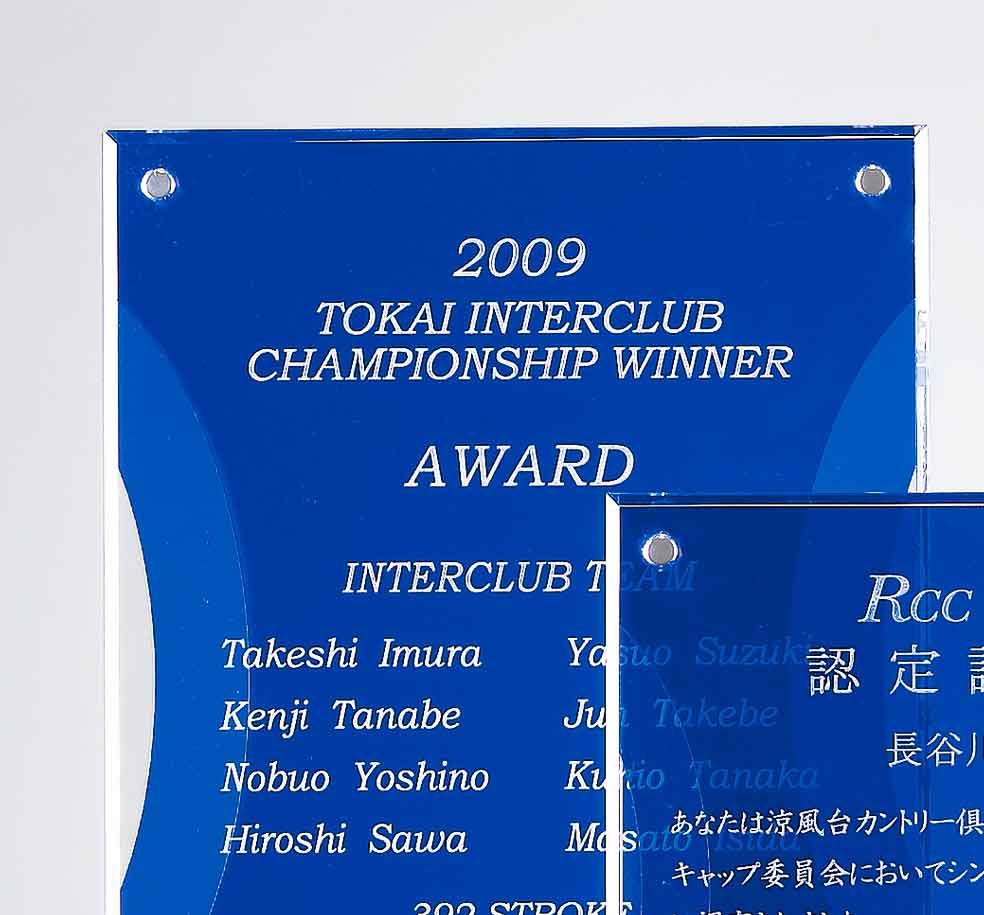 2009
TOKAI INTERCLUB
CHAMPIONSHIP WINNER
AWARD
INTERCLUB TEAM
Takeshi Imura Yasuo Suzuki
Kenji Tanabe Jun Takebe
Nobuo Yoshino Kunio Tanaka
Hiroshi Sawa Masato
392 STROKE
Rcc
認定
長谷川
あなたは涼風台カントリー倶
キャップ委員会においてシン